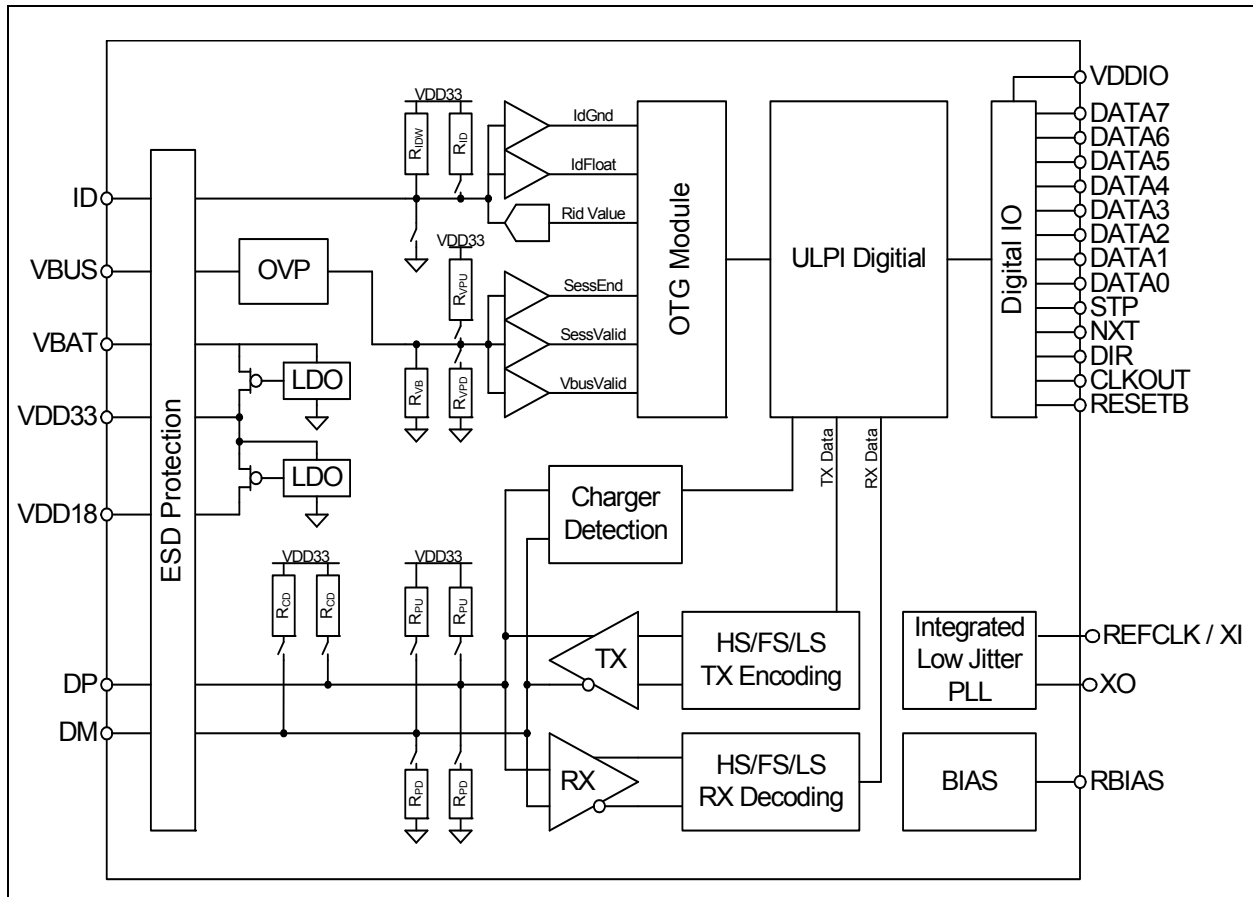 VDDIO
DATA7
DATA6
DATA5
DATA4
DATA3
DATA2
DATA1
DATA0
STP
NXT
DIR
CLKOUT
RESETB
REFCLK / XI
XO
RBIAS
ID
VBUS
VBAT
VDD33
VDD18
DP
DM
ESD Protection
VDD33
RIDW
RID
IdGnd
IdFloat
Rid Value
OVP
VDD33
RVPU
RVB
RVPD
SessEnd
SessValid
VbusValid
OTG Module
ULPI Digitial
Digital IO
LDO
LDO
TX Data
RX Data
Charger
Detection
VDD33
RCD
RCD
VDD33
RPU
RPU
RPD
RPD
TX
HS/FS/LS
TX Encoding
RX
HS/FS/LS
RX Decoding
Integrated
Low Jitter
PLL
BIAS